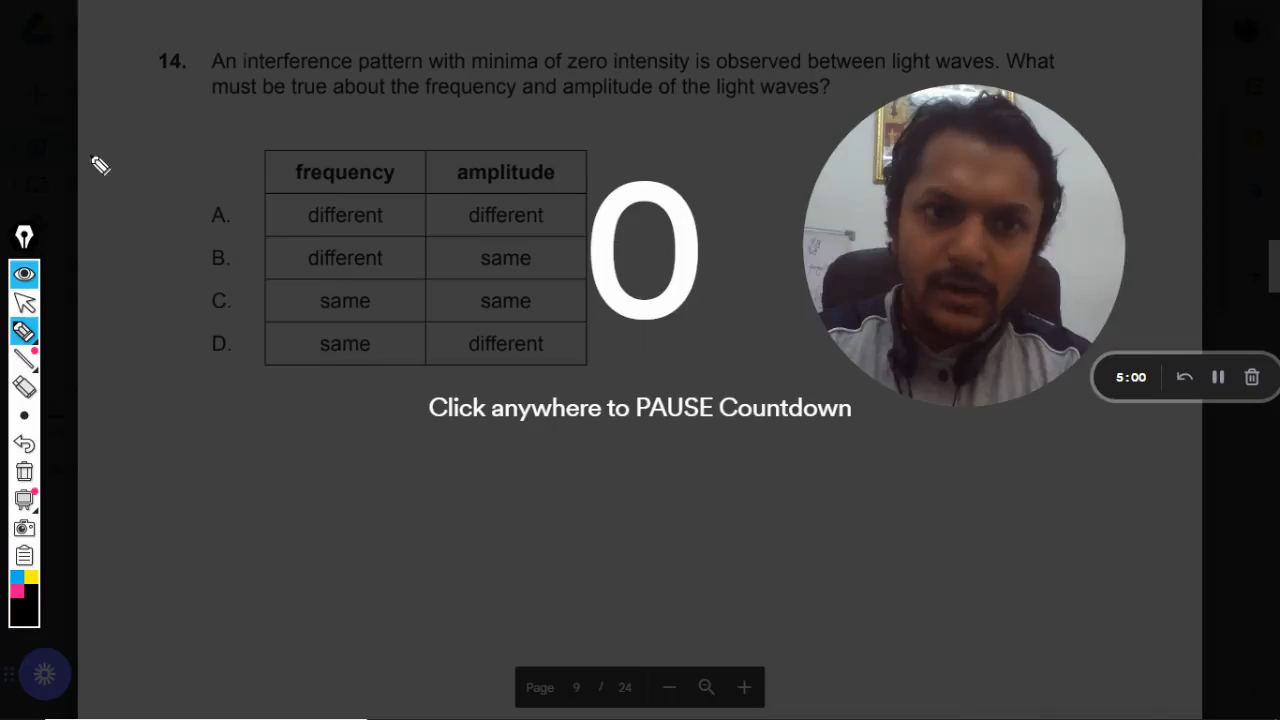 14. An interference pattern with minima of zero intensity is observed between light waves. What
must be true about the frequency and amplitude of the light waves?
frequency amplitude
A. different different
B. different same
C. same same
D. same different
0
Click anywhere to PAUSE Countdown
5:00
Page 9 / 24